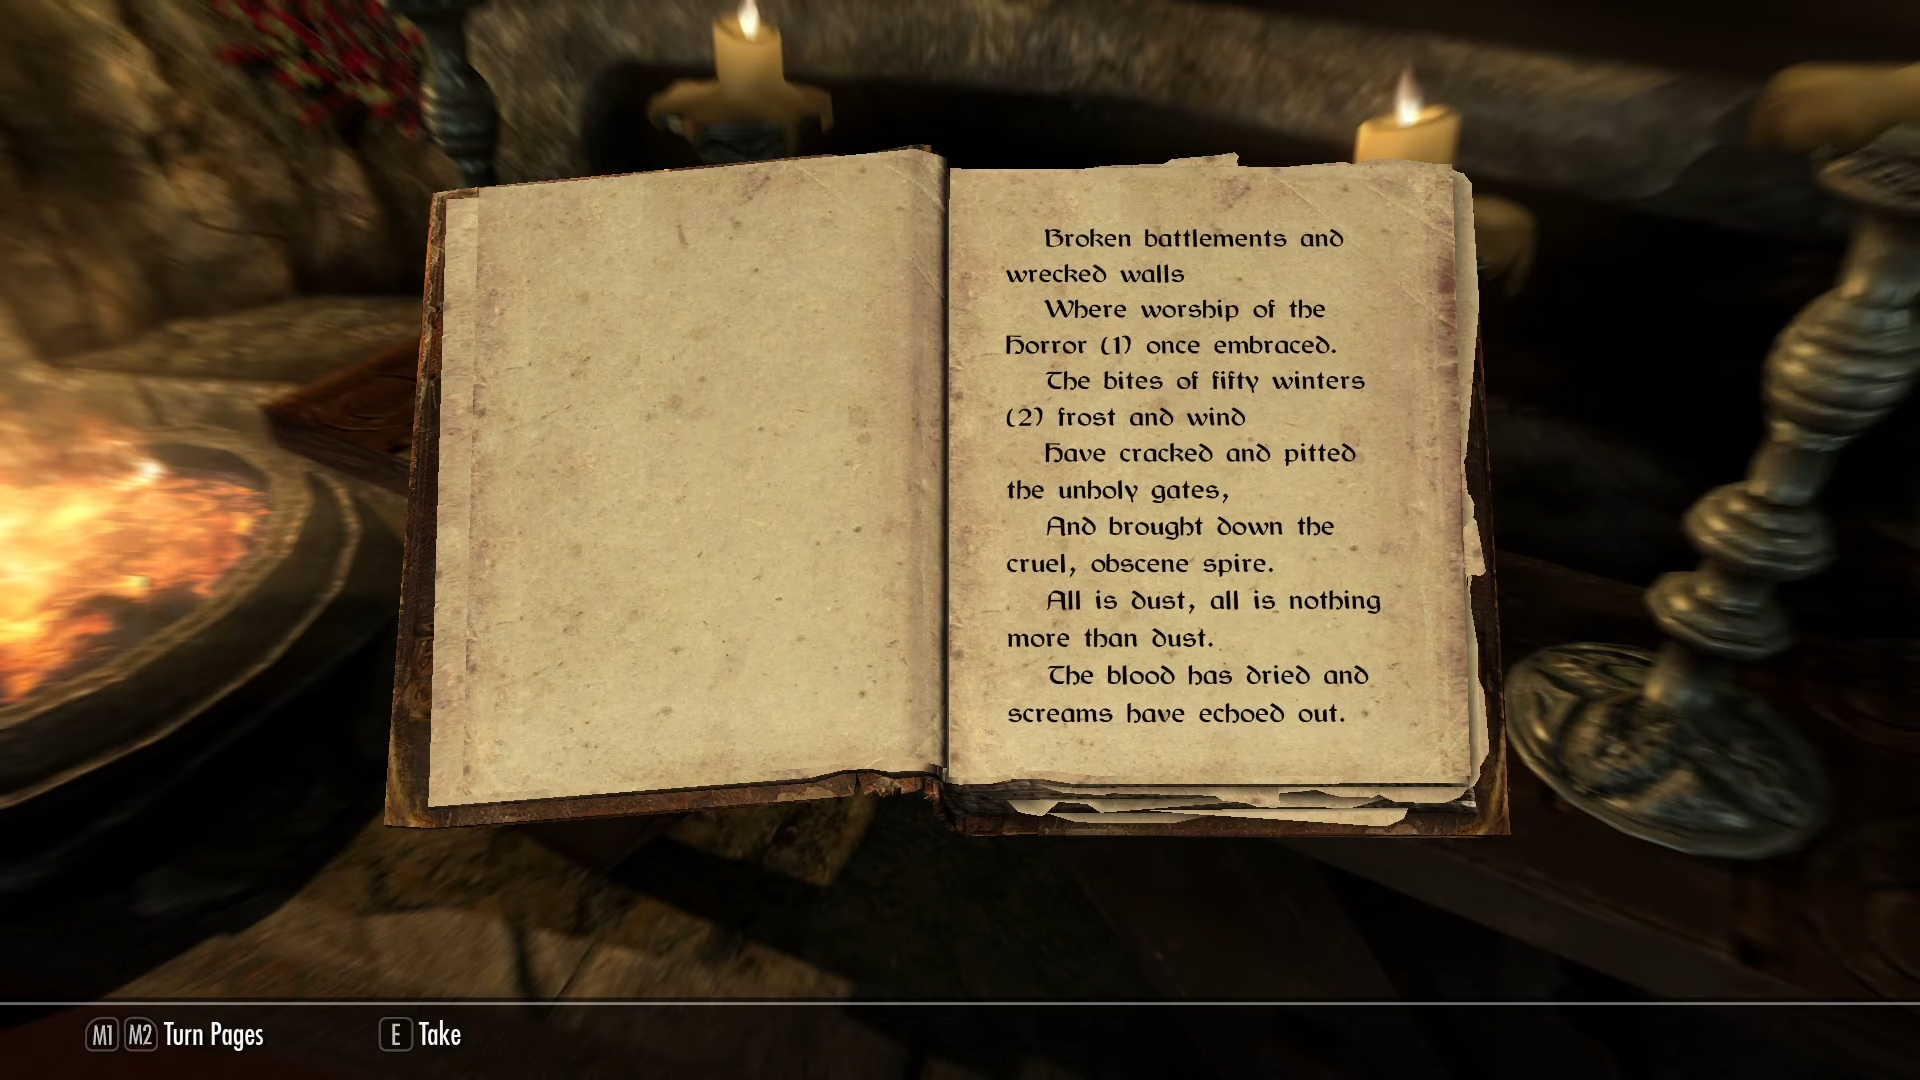 Broken battlements and
wrecked walls
Where worship of the
Horror (1) once embraced.
The bites of fifty winters
(2) frost and wind
Have cracked and pitted
the unholy gates,
And brought down the
cruel, obscene spire.
All is dust, all is nothing
more than dust.
The blood has dried and
screams have echoed out.
M1 M2 Turn Pages E Take